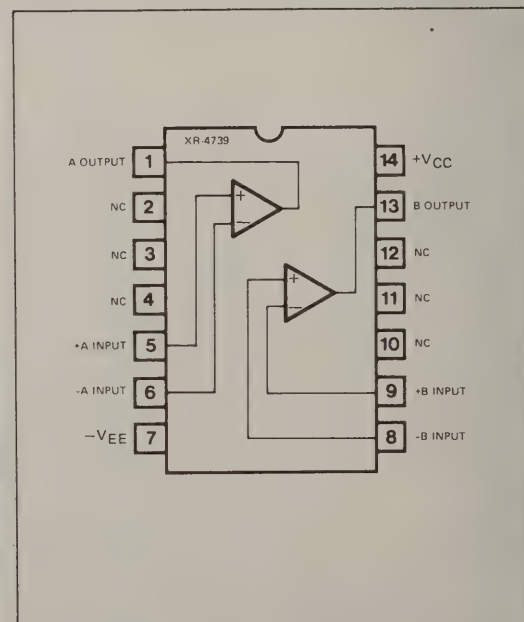 XR-4739
A OUTPUT 1
NC 2
NC 3
NC 4
+A INPUT 5
-A INPUT 6
-VEE 7
14 +VCC
13 B OUTPUT
12 NC
11 NC
10 NC
9 +B INPUT
8 -B INPUT
+
-
+
-